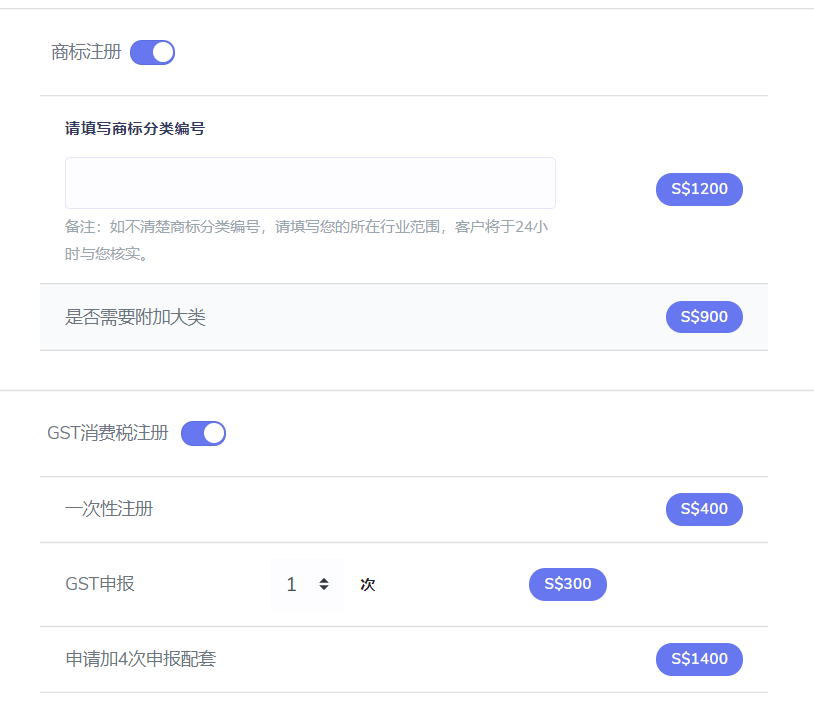 商标注册
请填写商标分类编号
S$1200
备注：如不清楚商标分类编号，请填写您的所在行业范围，客户将于24小
时与您核实。
是否需要附加大类 S$900
GST消费税注册
一次性注册 S$400
GST申报 1 次 S$300
申请加4次申报配套 S$1400